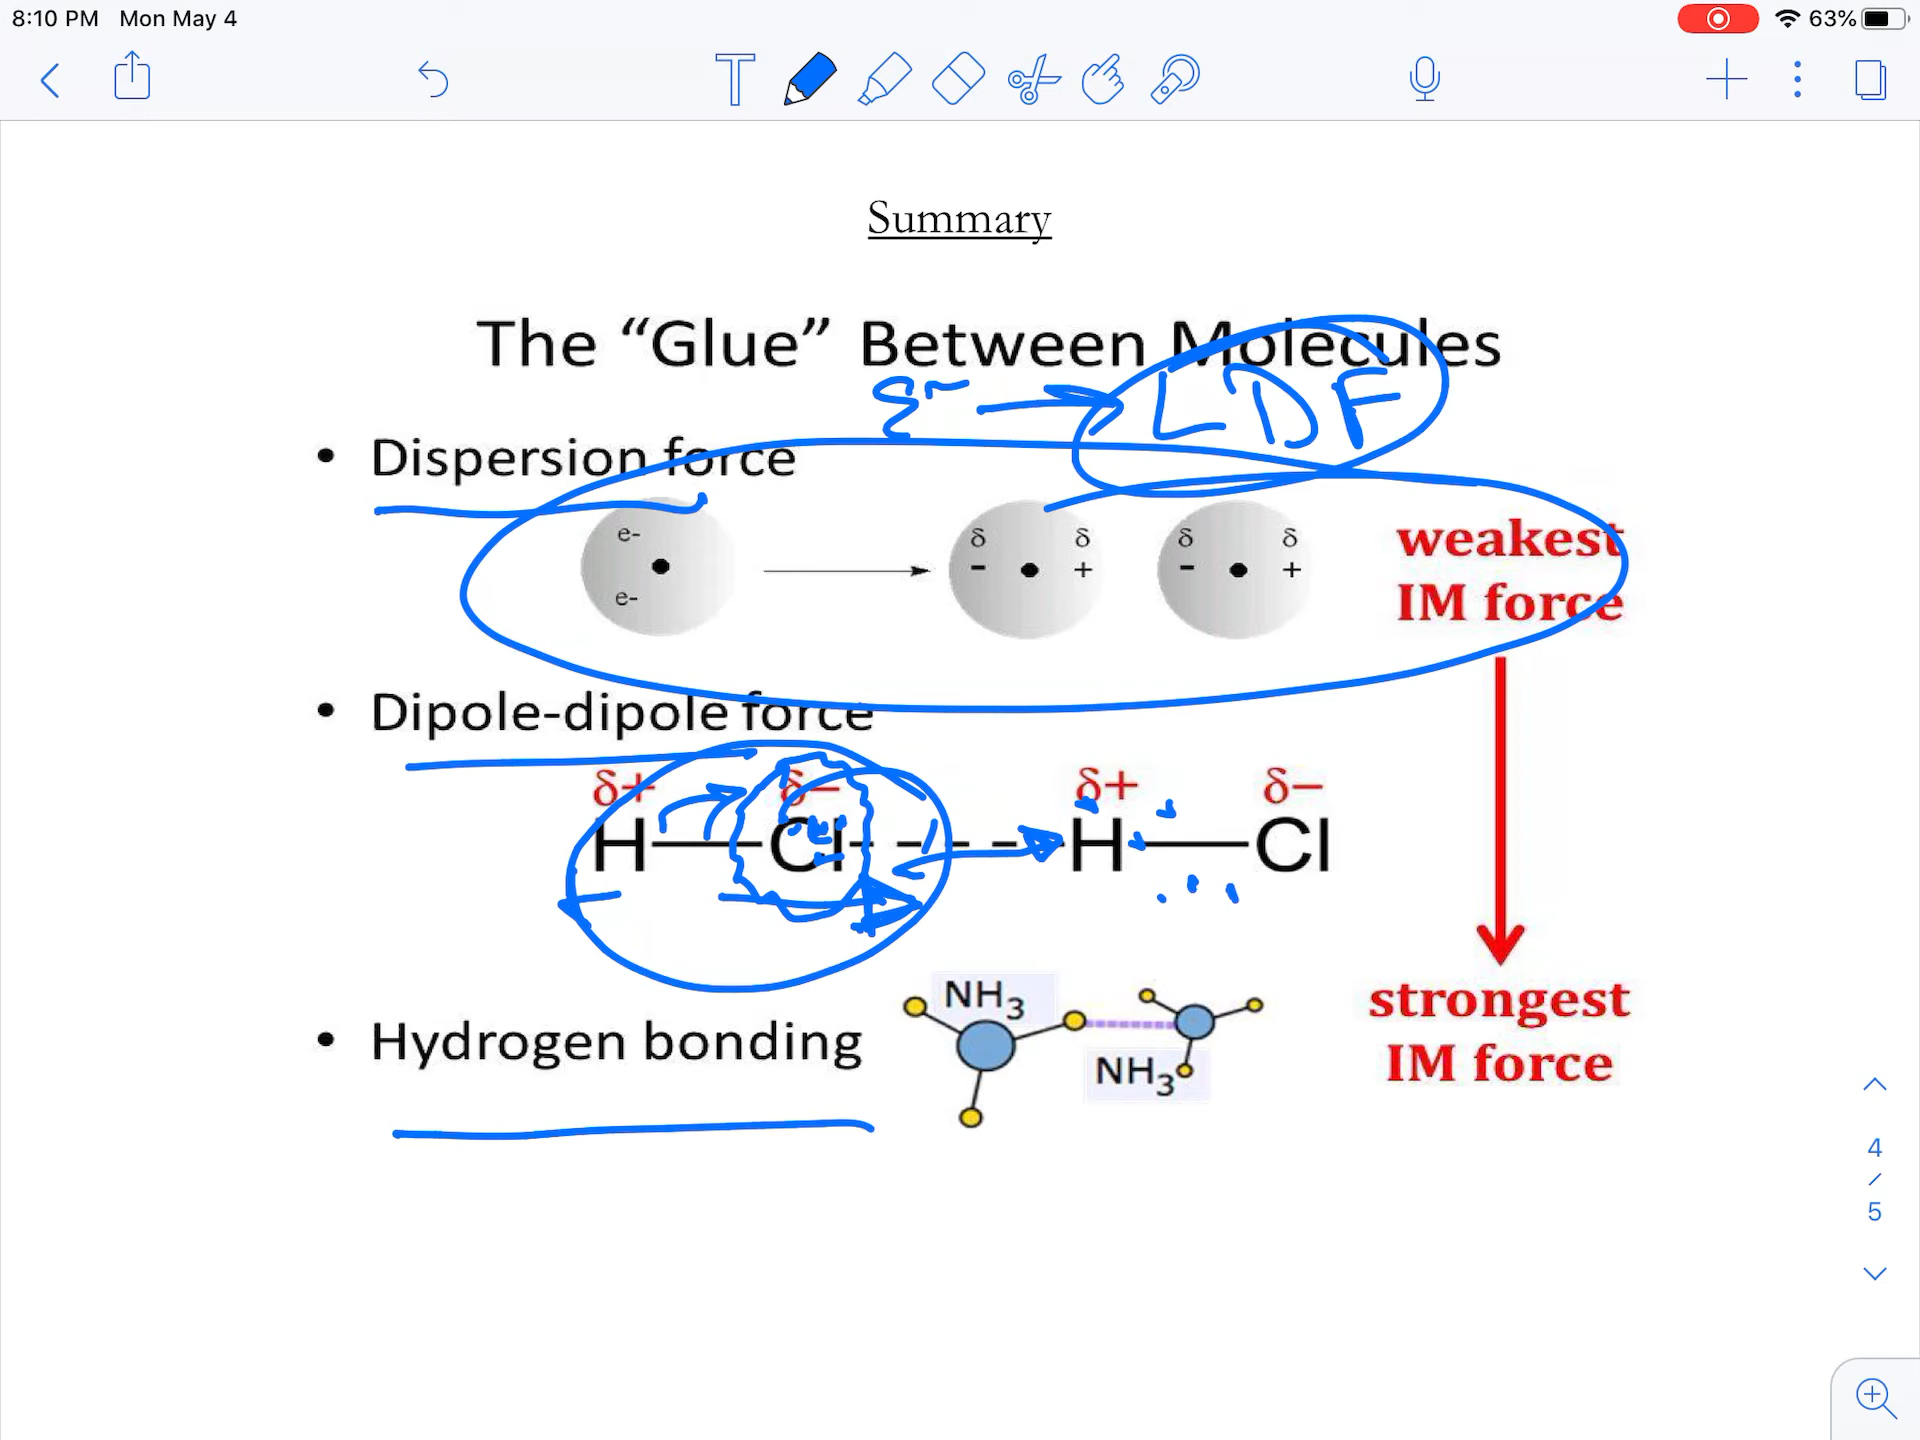 8:10 PM Mon May 4
63%
Summary
The “Glue” Between Molecules
LDF
• Dispersion force
e-
e-
δ δ δ δ
- + - +
weakest
IM force
• Dipole-dipole force
δ+ δ− δ+ δ−
H Cl H Cl
NH3
NH3
• Hydrogen bonding
strongest
IM force
4
/
5